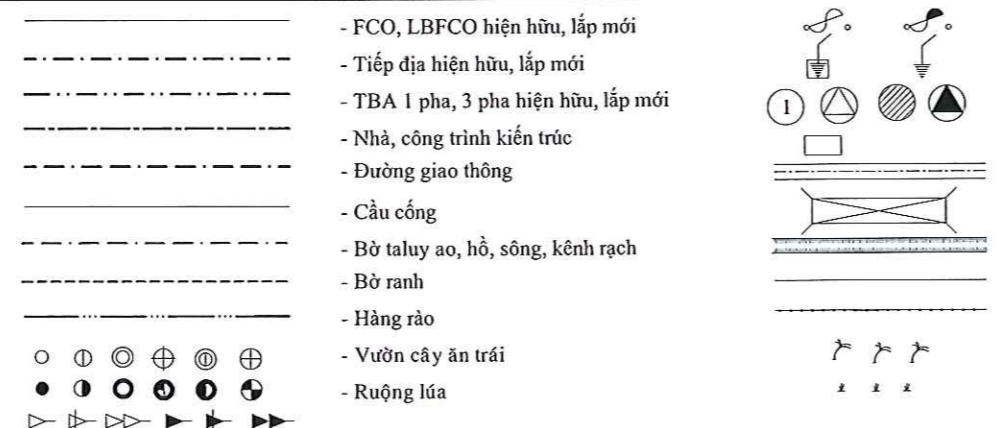 - FCO, LBFCO hiện hữu, lắp mới
- Tiếp địa hiện hữu, lắp mới
- TBA 1 pha, 3 pha hiện hữu, lắp mới
1
- Nhà, công trình kiến trúc
- Đường giao thông
- Cầu cống
- Bờ taluy ao, hồ, sông, kênh rạch
- Bờ ranh
- Hàng rào
- Vườn cây ăn trái
- Ruộng lúa